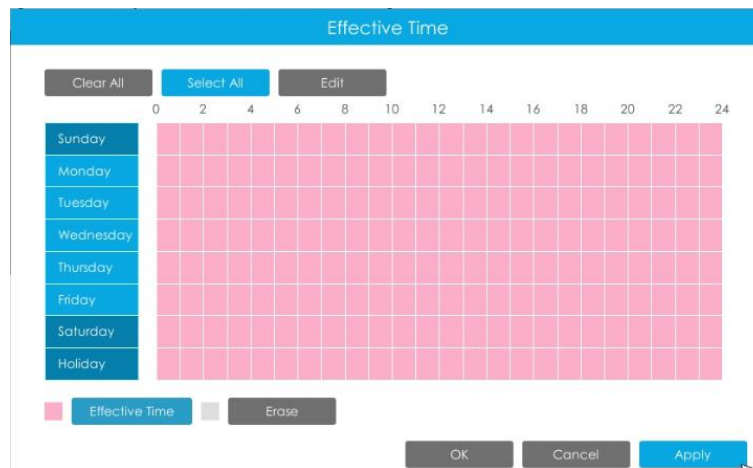 Effective Time
Clear All Select All Edit
0 2 4 6 8 10 12 14 16 18 20 22 24
Sunday
Monday
Tuesday
Wednesday
Thursday
Friday
Saturday
Holiday
Effective Time Erase
OK Cancel Apply